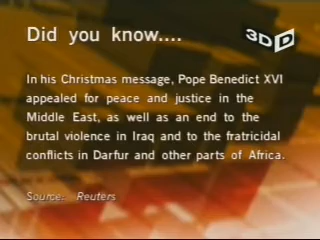 Did you know....
3DD
In his Christmas message, Pope Benedict XVI
appealed for peace and justice in the
Middle East, as well as an end to the
brutal violence in Iraq and to the fratricidal
conflicts in Darfur and other parts of Africa.
Source: Reuters